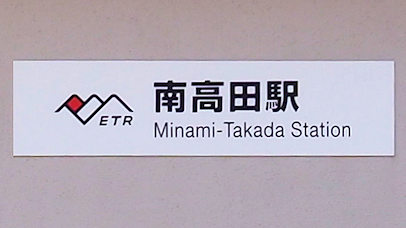 ETR
南高田駅
Minami-Takada Station